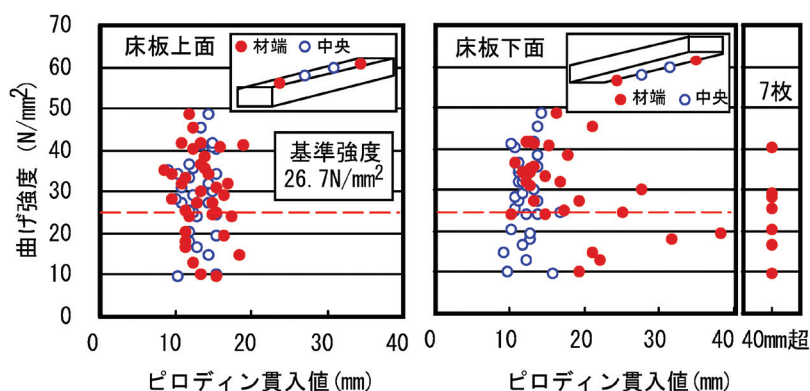 曲げ強度 (N/mm²)
70
60
50
40
30
20
10
0
床板上面
材端 中央
基準強度
26.7N/mm²
0 10 20 30 40
ピロディン貫入値(mm)
床板下面
材端 中央
7枚
0 10 20 30 40 40mm超
ピロディン貫入値(mm)